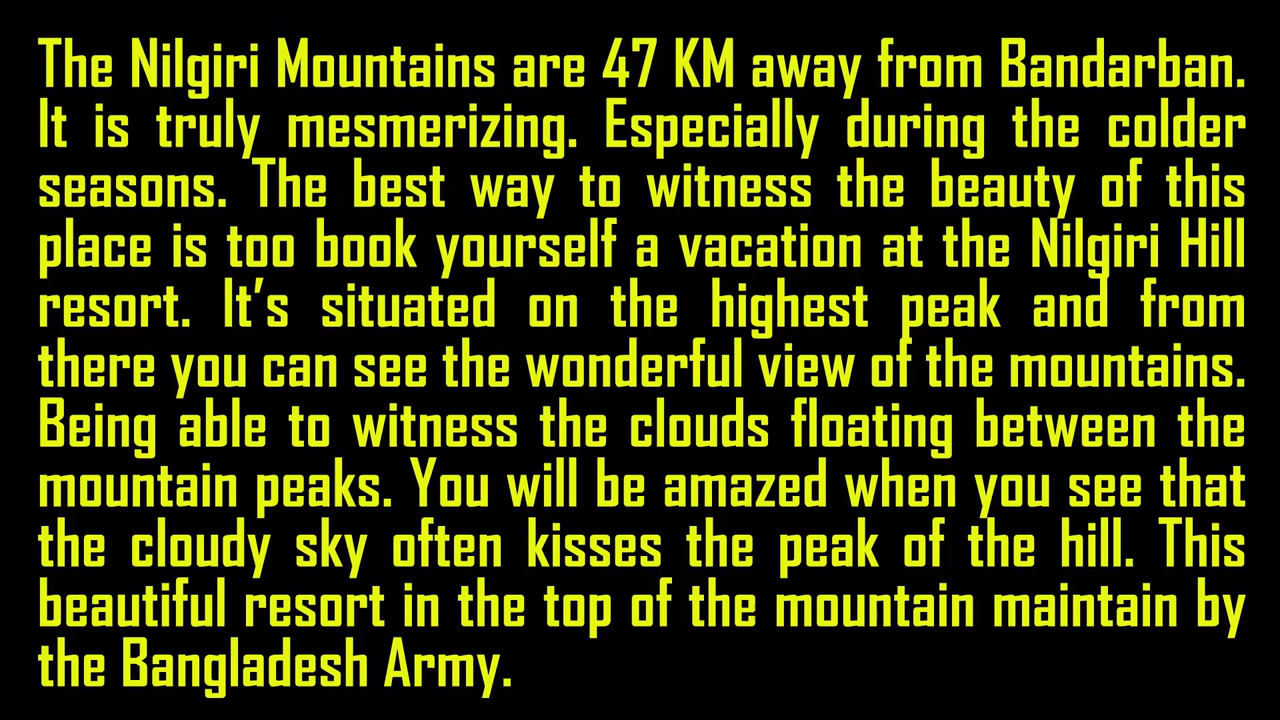 The Nilgiri Mountains are 47 KM away from Bandarban.
It is truly mesmerizing. Especially during the colder
seasons. The best way to witness the beauty of this
place is too book yourself a vacation at the Nilgiri Hill
resort. It's situated on the highest peak and from
there you can see the wonderful view of the mountains.
Being able to witness the clouds floating between the
mountain peaks. You will be amazed when you see that
the cloudy sky often kisses the peak of the hill. This
beautiful resort in the top of the mountain maintain by
the Bangladesh Army.